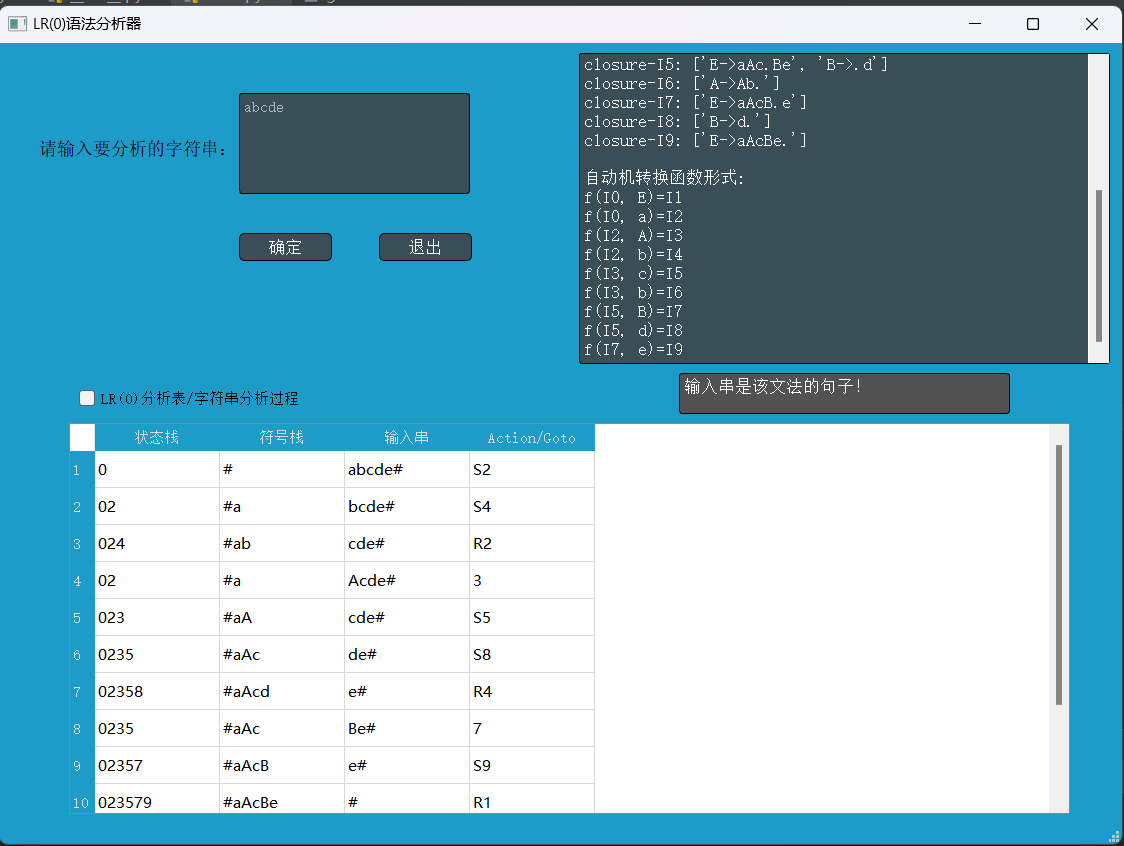 LR(0)语法分析器
closure-I5: ['E->aAc.Be', 'B->.d']
closure-I6: ['A->Ab.']
closure-I7: ['E->aAcB.e']
closure-I8: ['B->d.']
closure-I9: ['E->aAcBe.']
自动机转换函数形式:
f(I0, E)=I1
f(I0, a)=I2
f(I2, A)=I3
f(I2, b)=I4
f(I3, c)=I5
f(I3, b)=I6
f(I5, B)=I7
f(I5, d)=I8
f(I7, e)=I9
abcde
请输入要分析的字符串:
确定 退出
输入串是该文法的句子!
LR(0)分析表/字符串分析过程
状态栈 符号栈 输入串 Action/Goto
1 0 # abcde# S2
2 02 #a bcde# S4
3 024 #ab cde# R2
4 02 #a Acde# 3
5 023 #aA cde# S5
6 0235 #aAc de# S8
7 02358 #aAcd e# R4
8 0235 #aAc Be# 7
9 02357 #aAcB e# S9
10 023579 #aAcBe # R1